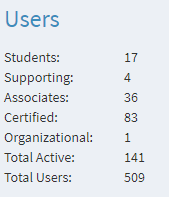 Users
Students: 17
Supporting: 4
Associates: 36
Certified: 83
Organizational: 1
Total Active: 141
Total Users: 509